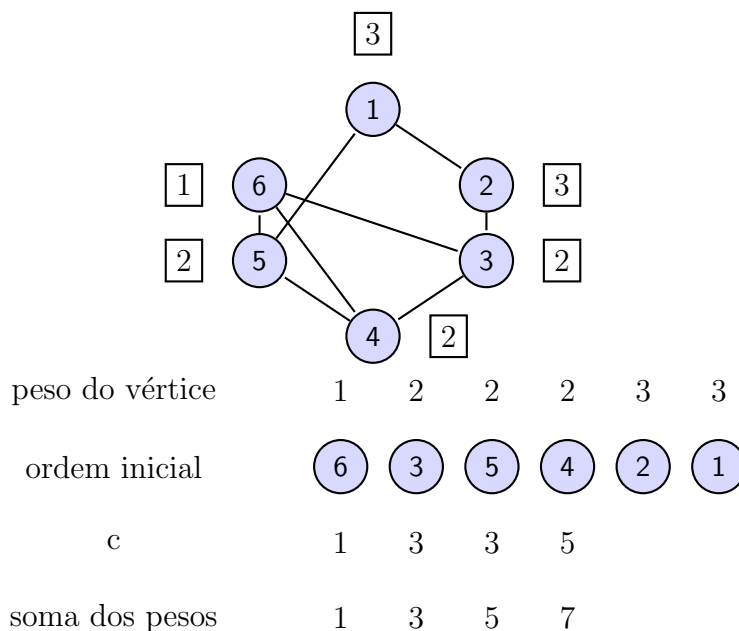 3
1
1 6 2 3
2 5 3 2
4 2
peso do vértice 1 2 2 2 3 3
ordem inicial 6 3 5 4 2 1
c 1 3 3 5
soma dos pesos 1 3 5 7